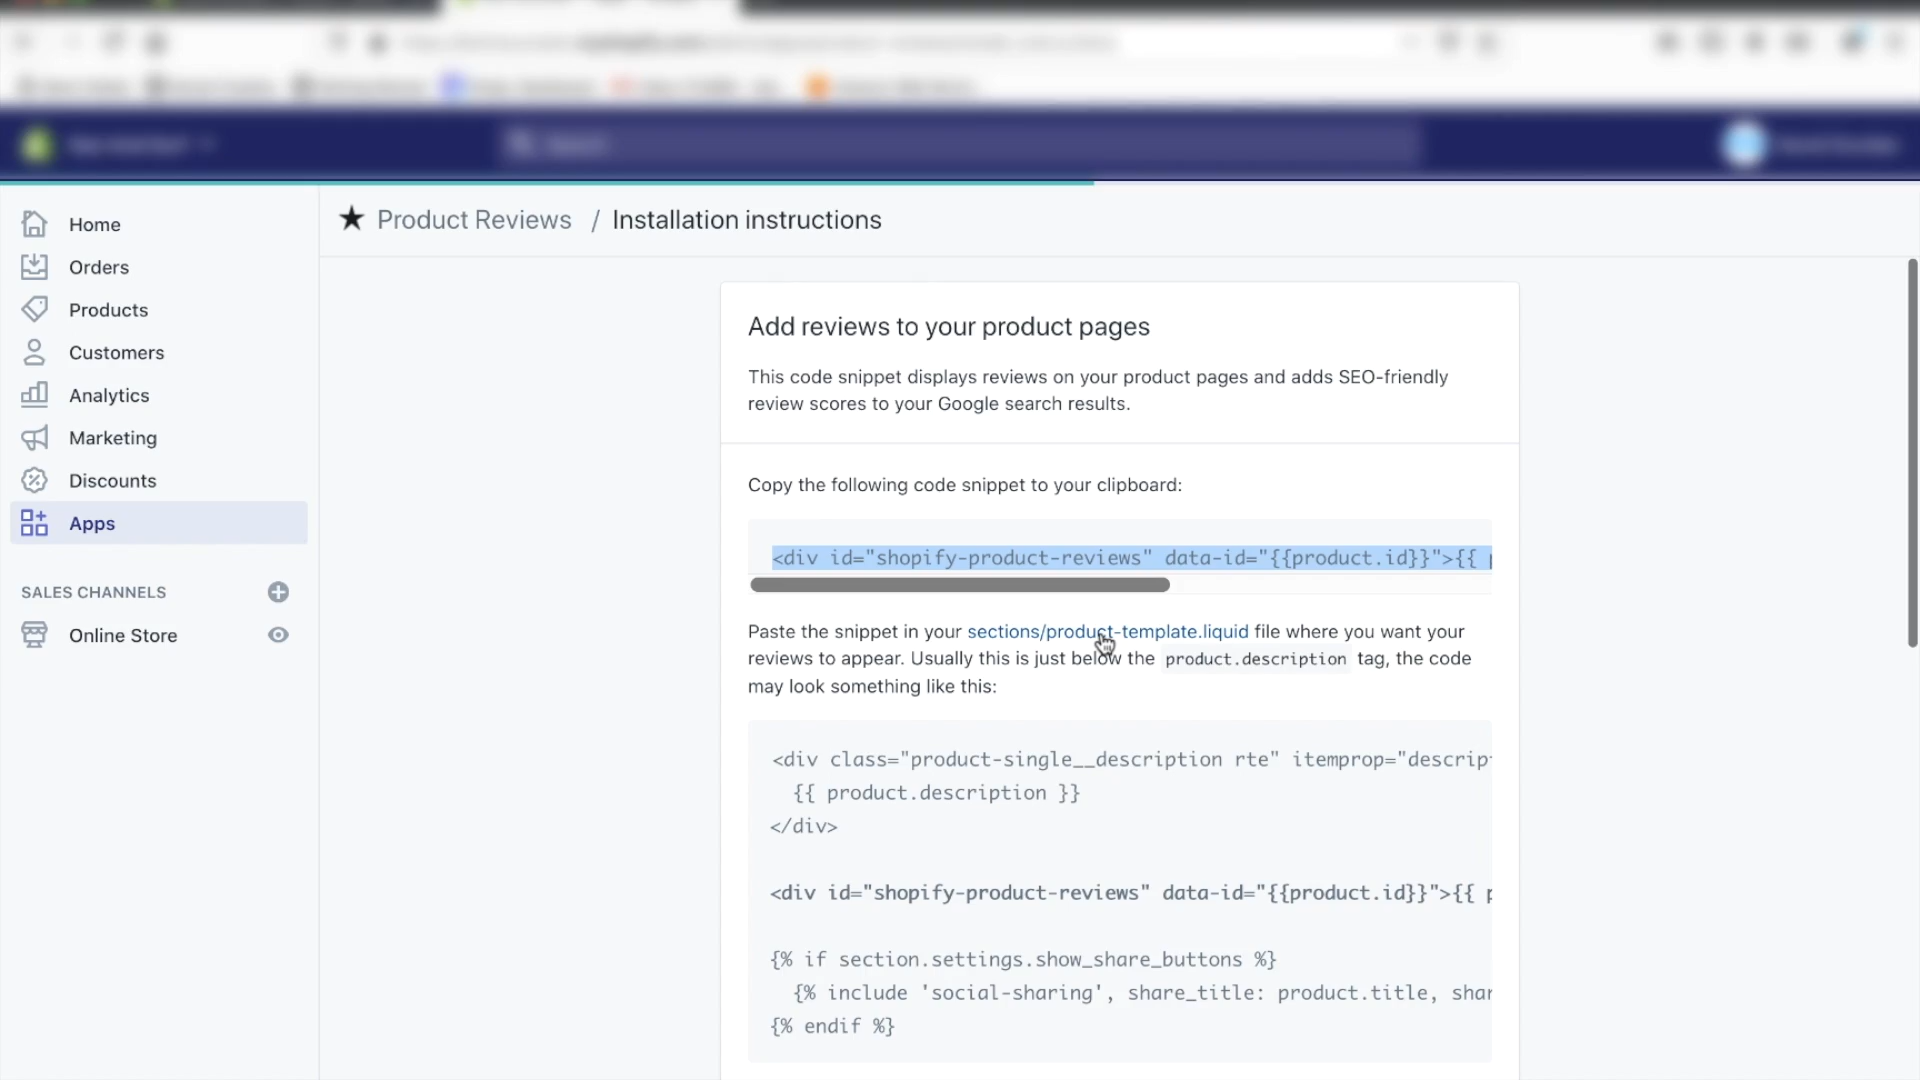 Home
Orders
Products
Customers
Analytics
Marketing
Discounts
Apps
SALES CHANNELS
Online Store
Product Reviews / Installation instructions
Add reviews to your product pages
This code snippet displays reviews on your product pages and adds SEO-friendly
review scores to your Google search results.
Copy the following code snippet to your clipboard:
<div id="shopify-product-reviews" data-id="{{product.id}}">{{ p
Paste the snippet in your sections/product-template.liquid file where you want your
reviews to appear. Usually this is just below the product.description tag, the code
may look something like this:
<div class="product-single__description rte" itemprop="descrip
{{ product.description }}
</div>
<div id="shopify-product-reviews" data-id="{{product.id}}">{{ p
{% if section.settings.show_share_buttons %}
{% include 'social-sharing', share_title: product.title, shar
{% endif %}